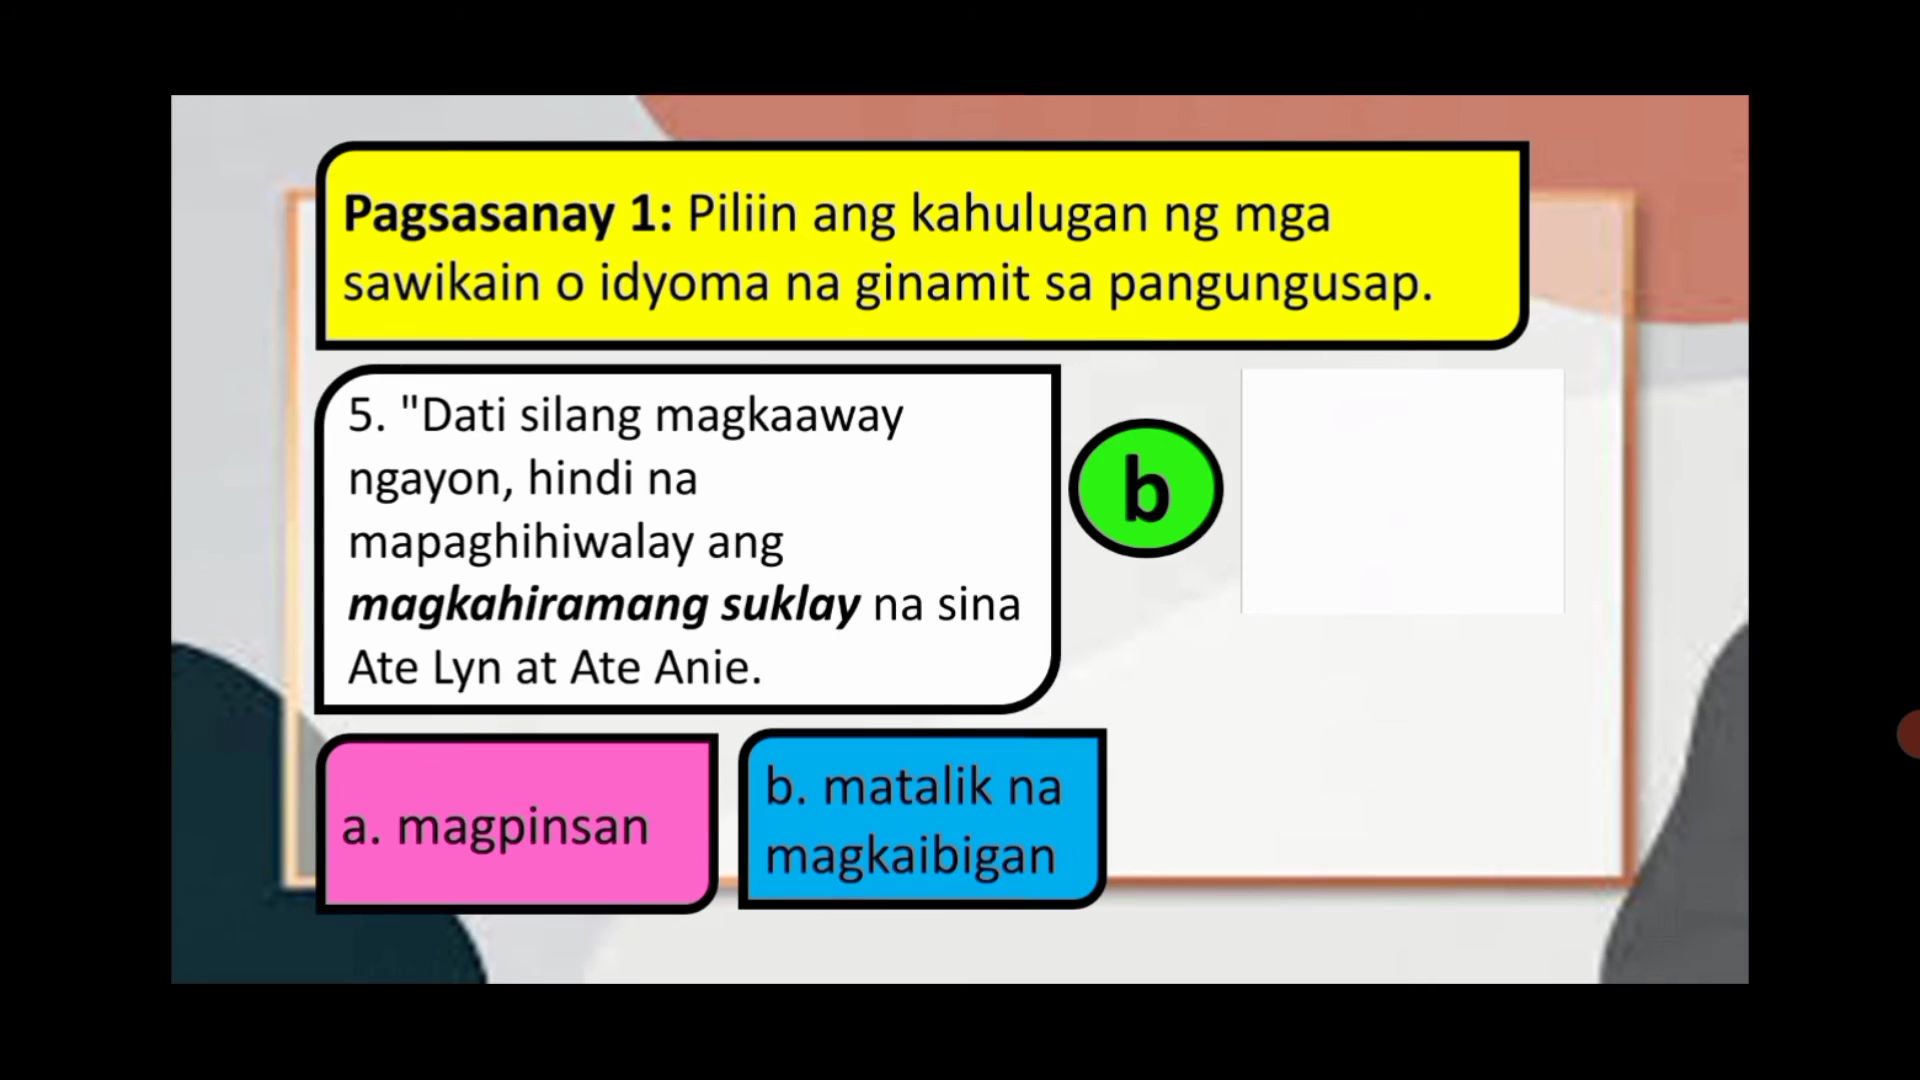 Pagsasanay 1: Piliin ang kahulugan ng mga
sawikain o idyoma na ginamit sa pangungusap.
5. "Dati silang magkaaway
ngayon, hindi na
mapaghihiwalay ang
magkahiramang suklay na sina
Ate Lyn at Ate Anie.
b
a. magpinsan
b. matalik na
magkaibigan